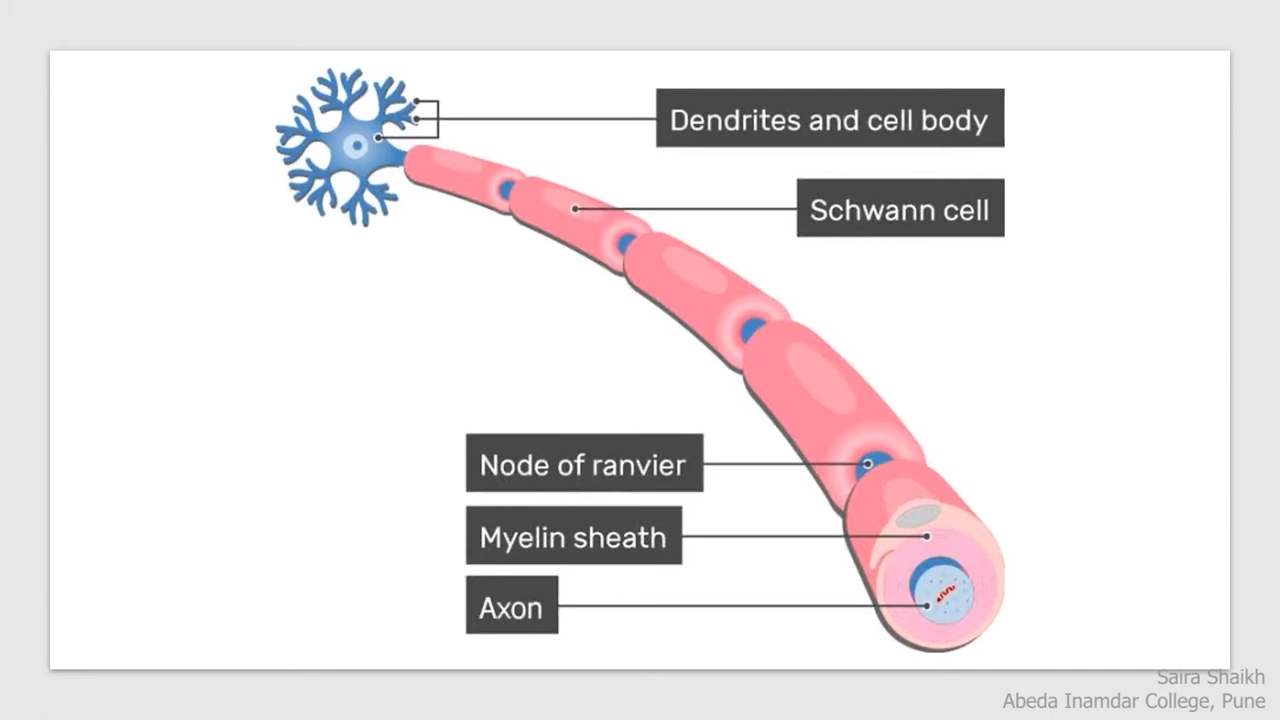 Dendrites and cell body
Schwann cell
Node of ranvier
Myelin sheath
Axon
Saira Shaikh
Abeda Inamdar College, Pune